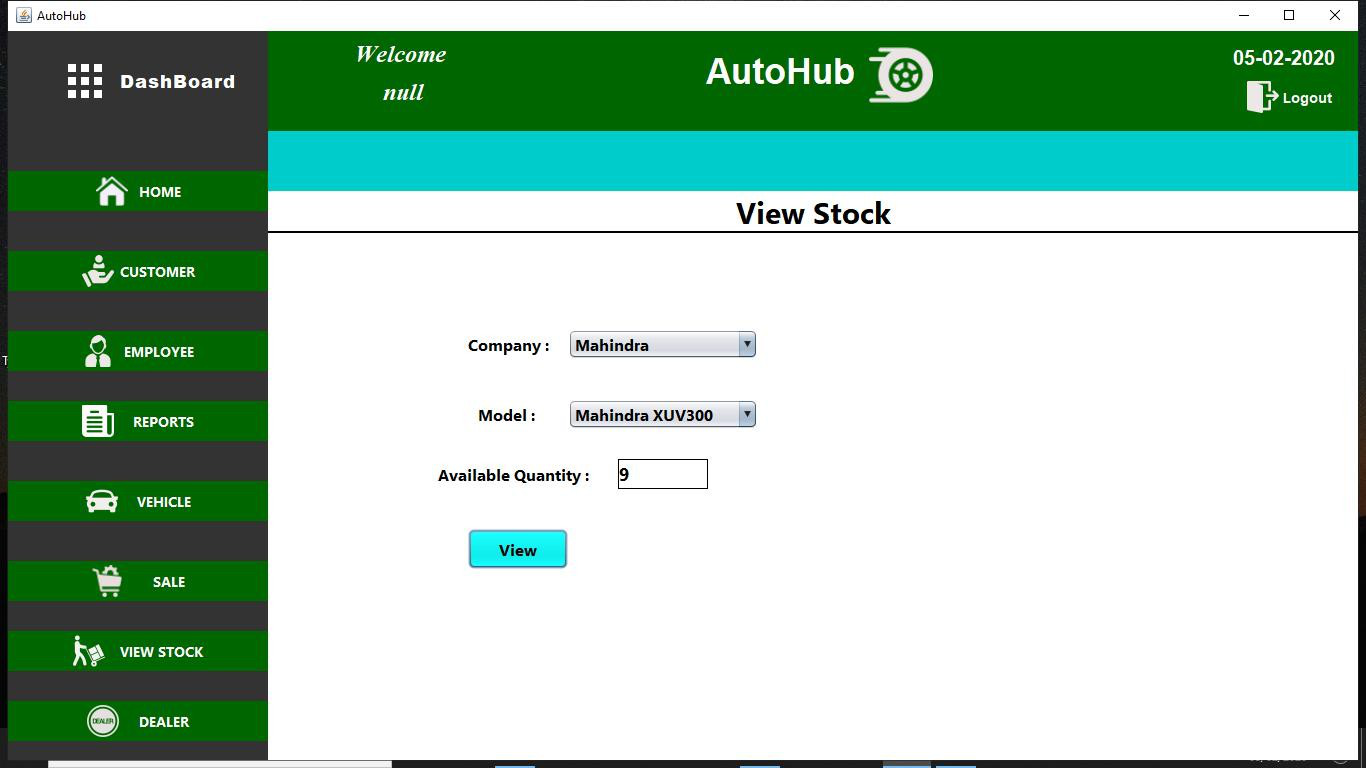 AutoHub
DashBoard
Welcome
null
AutoHub
05-02-2020
Logout
View Stock
HOME
CUSTOMER
EMPLOYEE
REPORTS
VEHICLE
SALE
VIEW STOCK
DEALER
DEALER
Company :
Mahindra
Model :
Mahindra XUV300
Available Quantity :
9
View